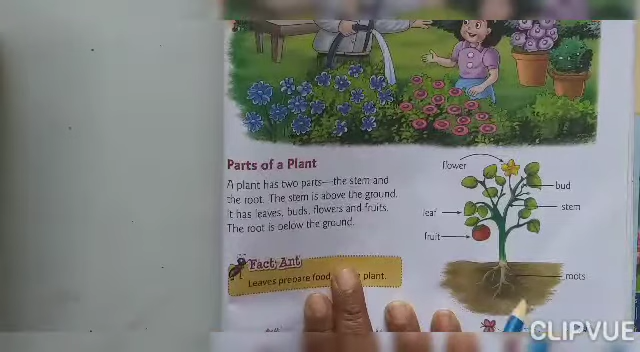 Parts of a Plant
A plant has two parts—the stem and
the root. The stem is above the ground.
It has leaves, buds, flowers and fruits.
The root is below the ground.
Fact Ant
Leaves prepare food plant.
flower
bud
leaf
stem
fruit
roots
CLIPVUE